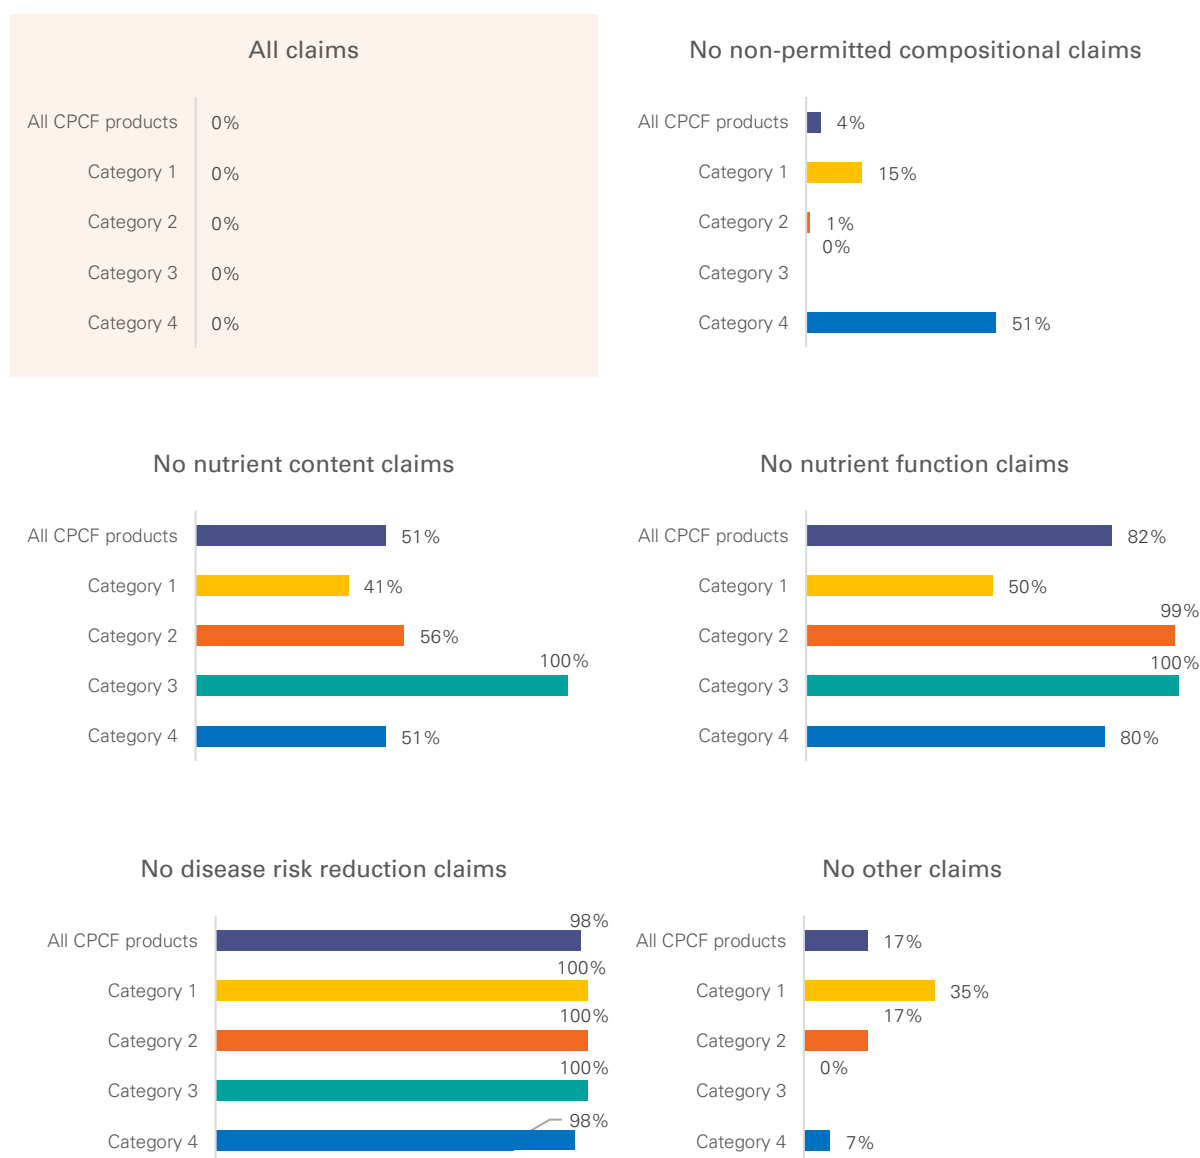 All claims
All CPCF products 0%
Category 1 0%
Category 2 0%
Category 3 0%
Category 4 0%
No non-permitted compositional claims
All CPCF products 4%
Category 1 15%
Category 2 1%
0%
Category 3
Category 4 51%
No nutrient content claims
All CPCF products 51%
Category 1 41%
Category 2 56%
100%
Category 3
Category 4 51%
No nutrient function claims
All CPCF products 82%
Category 1 50%
99%
Category 2
100%
Category 3
Category 4 80%
No disease risk reduction claims
98%
All CPCF products
100%
Category 1
100%
Category 2
100%
Category 3
98%
Category 4
No other claims
All CPCF products 17%
Category 1 35%
17%
Category 2
0%
Category 3
Category 4 7%